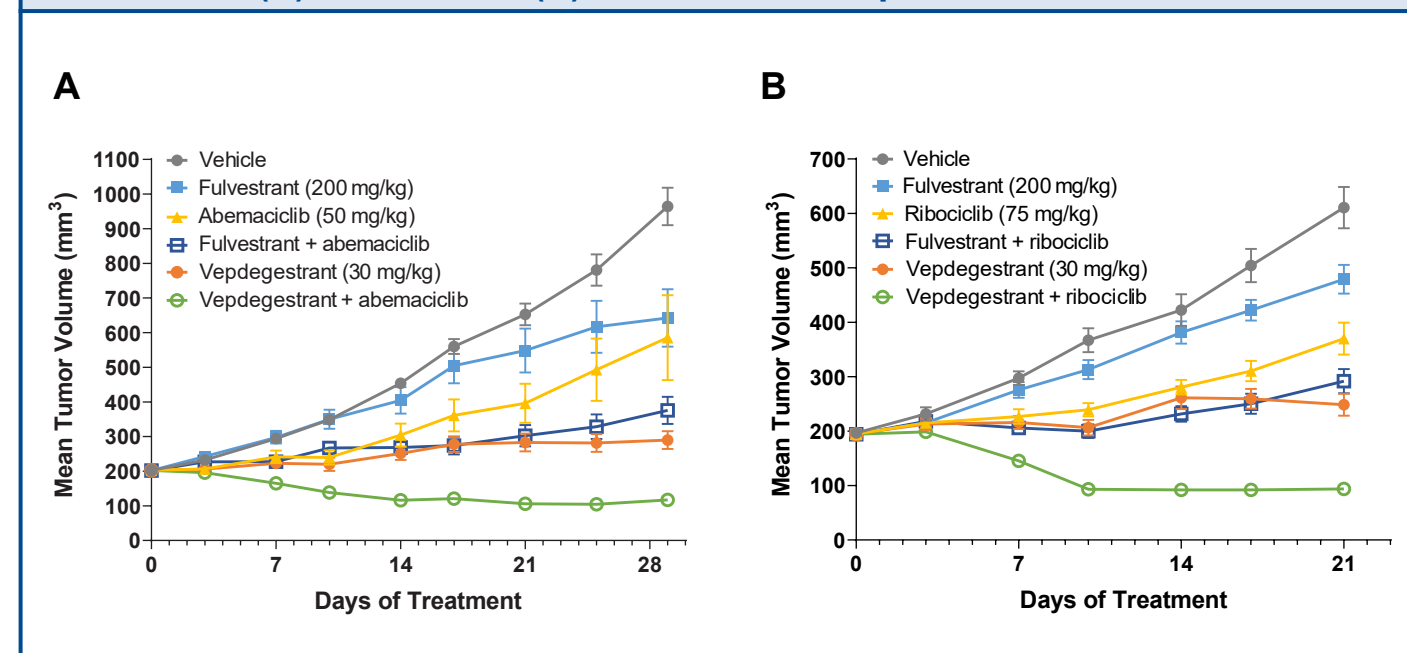 A
B
Mean Tumor Volume (mm3)
1100
1000
900
800
700
600
500
400
300
200
100
0
Vehicle
Fulvestrant (200 mg/kg)
Abemaciclib (50 mg/kg)
Fulvestrant + abemaciclib
Vepdegestrant (30 mg/kg)
Vepdegestrant + abemaciclib
0 7 14 21 28
Days of Treatment
Mean Tumor Volume (mm3)
700
600
500
400
300
200
100
0
Vehicle
Fulvestrant (200 mg/kg)
Ribociclib (75 mg/kg)
Fulvestrant + ribociclib
Vepdegestrant (30 mg/kg)
Vepdegestrant + ribociclib
0 7 14 21
Days of Treatment